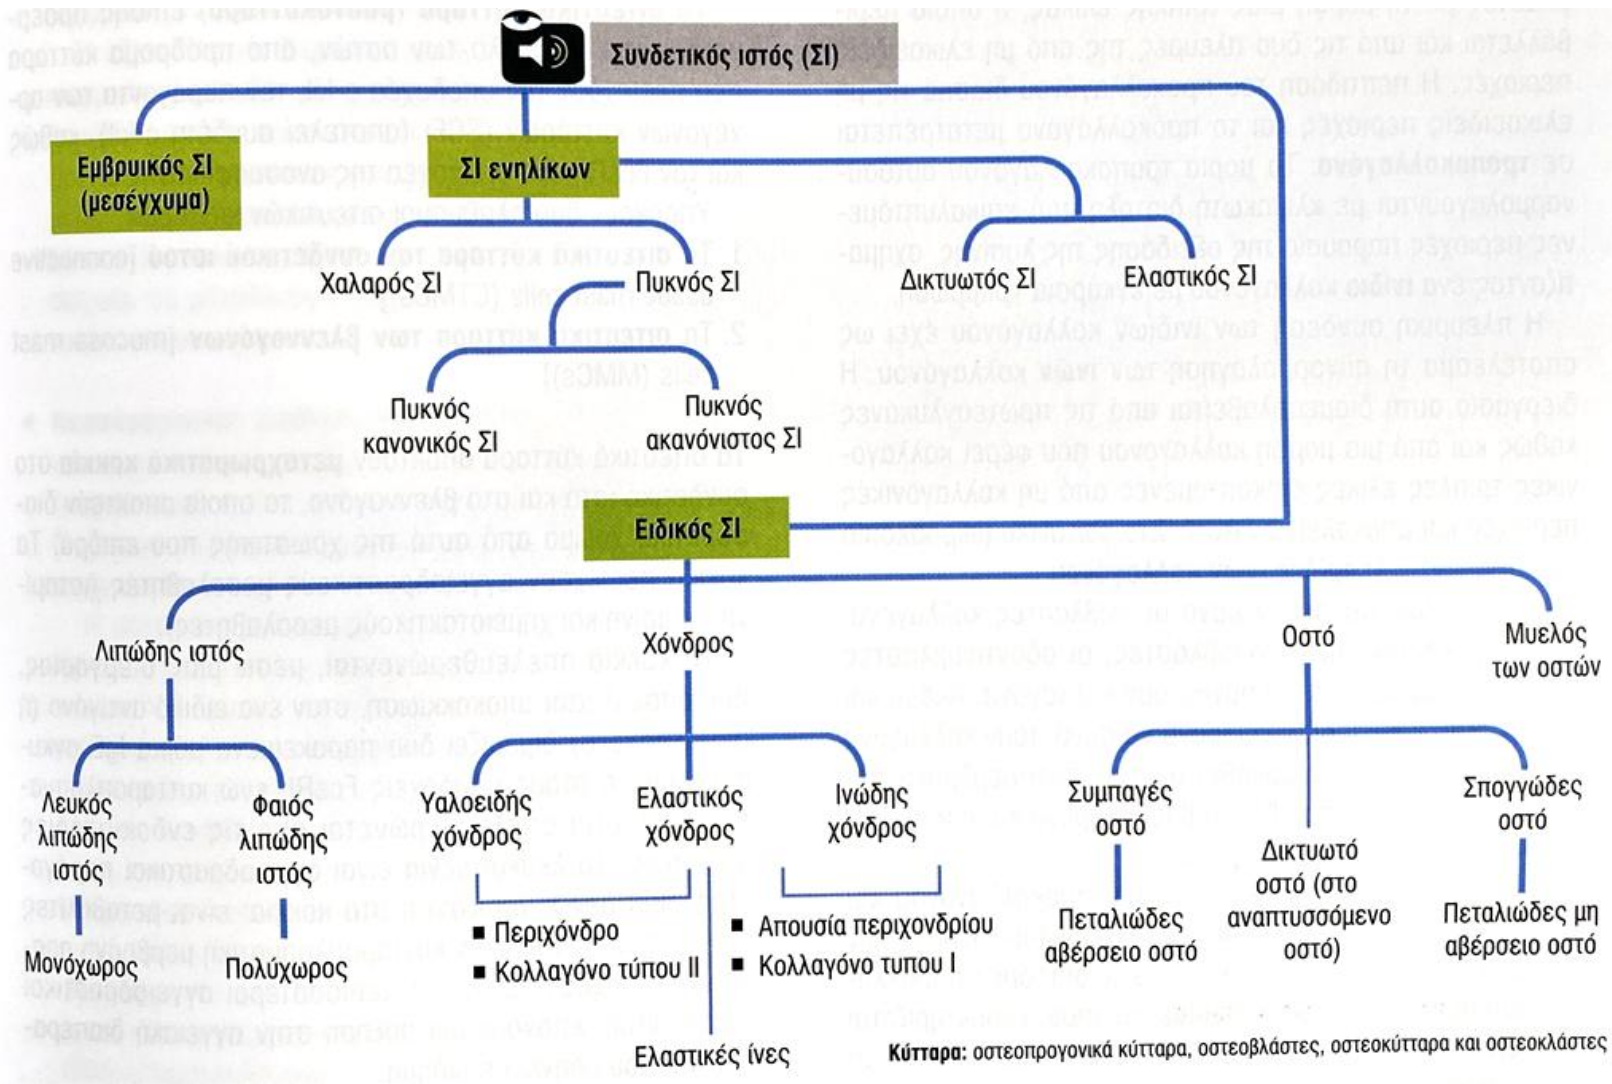 Συνδετικός ιστός (ΣΙ)
Εμβρυικός ΣΙ
(μεσέγχυμα)
ΣΙ ενηλίκων
Χαλαρός ΣΙ
Πυκνός ΣΙ
Δικτυωτός ΣΙ
Ελαστικός ΣΙ
Πυκνός
κανονικός ΣΙ
Πυκνός
ακανόνιστος ΣΙ
Ειδικός ΣΙ
Λιπώδης ιστός
Χόνδρος
Οστό
Μυελός
των οστών
Λευκός
λιπώδης
ιστός
Φαιός
λιπώδης
ιστός
Υαλοειδής
χόνδρος
Ελαστικός
χόνδρος
Ινώδης
χόνδρος
Συμπαγές
οστό
Δικτυωτό
οστό (στο
αναπτυσσόμενο
οστό)
Σπογγώδες
οστό
Μονόχωρος
Πολύχωρος
▪ Περιχόνδρο
▪ Κολλαγόνο τύπου ΙΙ
▪ Απουσία περιχονδρίου
▪ Κολλαγόνο τυπου Ι
Πεταλιώδες
αβέρσειο οστό
Πεταλιώδες μη
αβέρσειο οστό
Ελαστικές ίνες
Κύτταρα: οστεοπρογονικά κύτταρα, οστεοβλάστες, οστεοκύτταρα και οστεοκλάστες